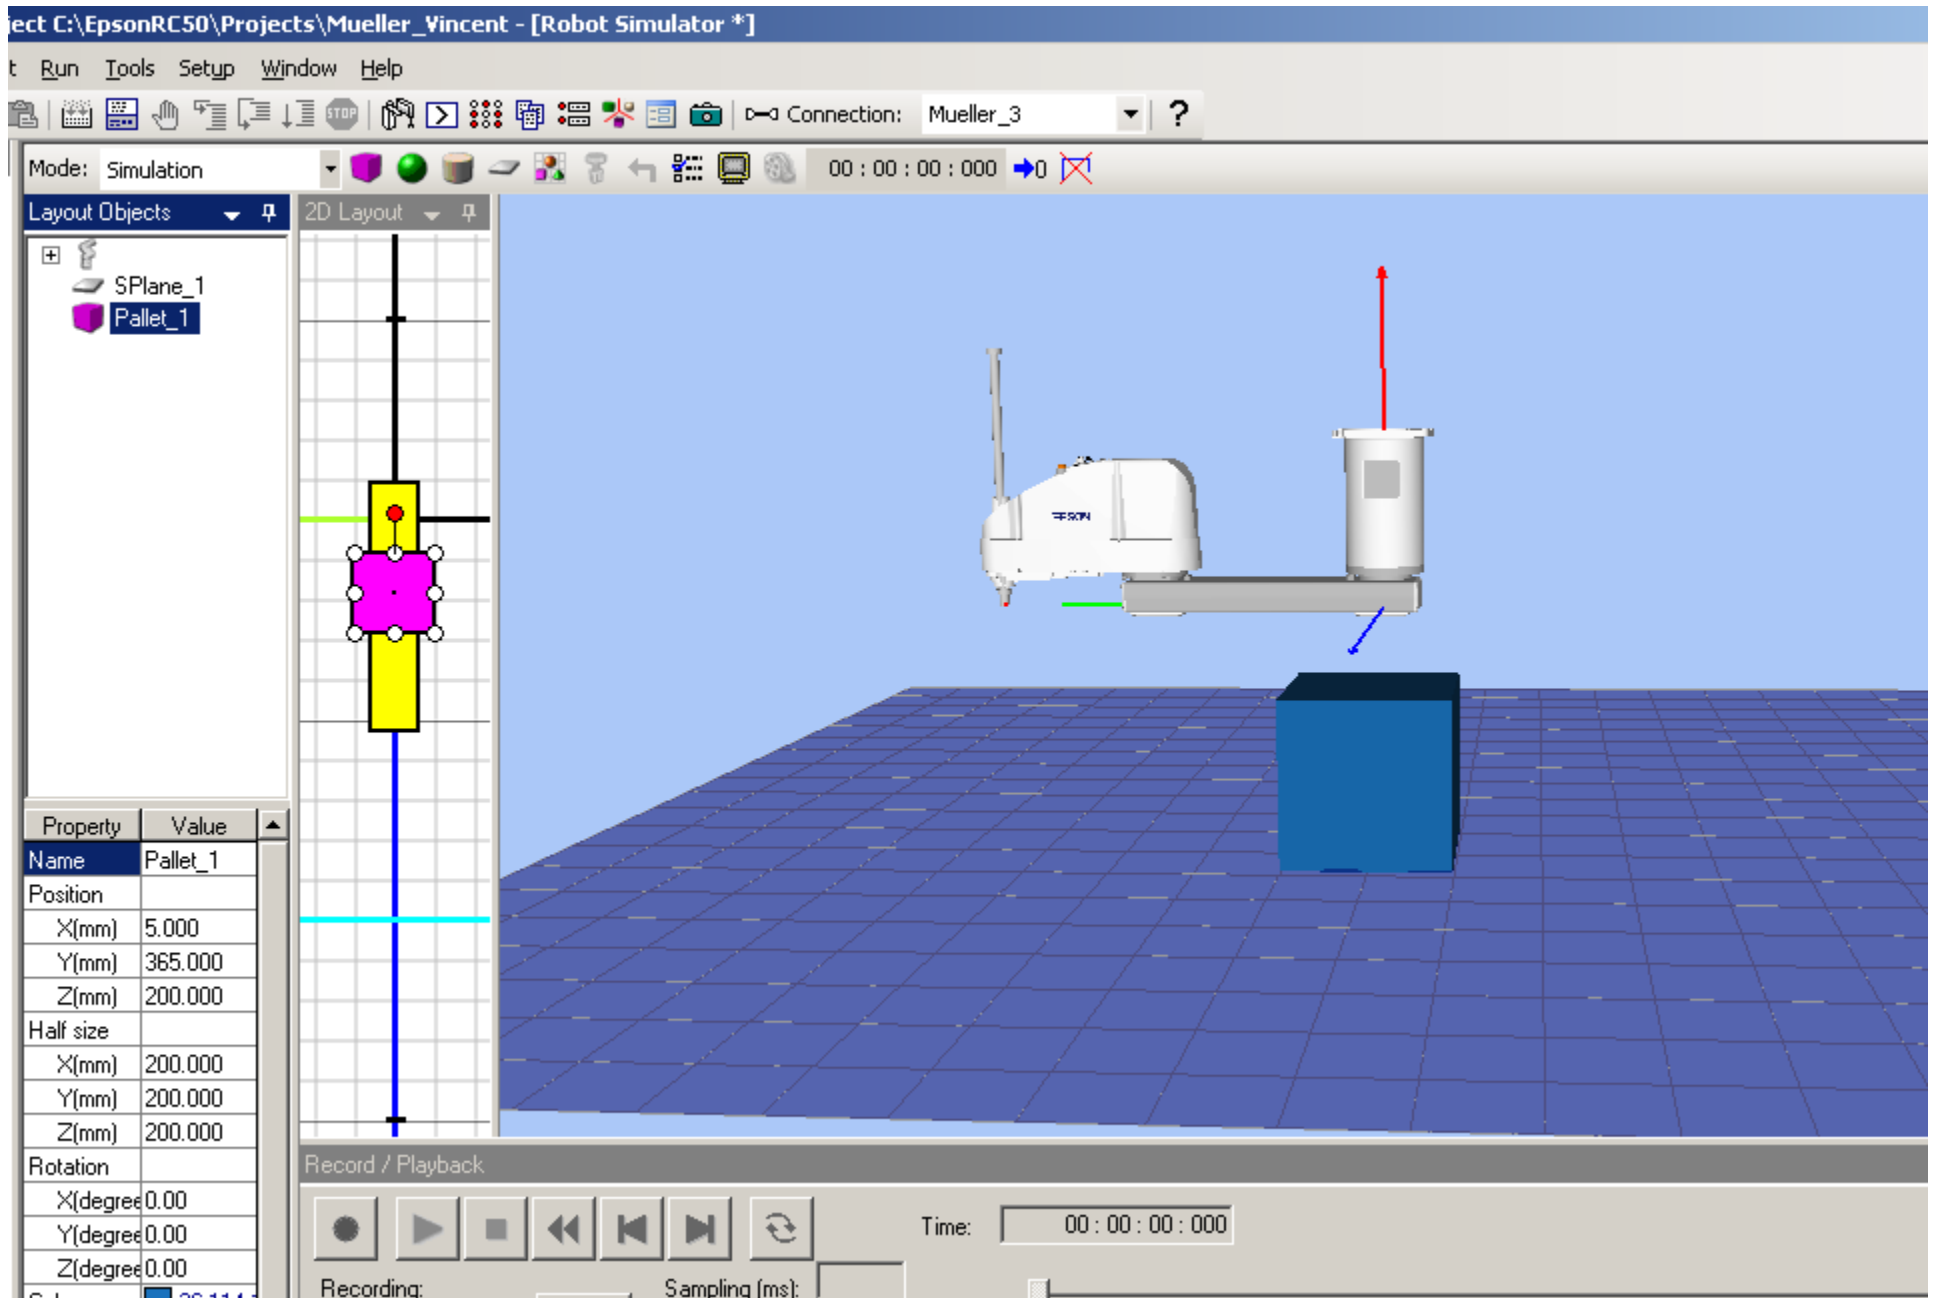 ject C:\EpsonRC50\Projects\Mueller_Vincent - [Robot Simulator *]
t Run Tools Setup Window Help
STOP Connection: Mueller_3 ?
Mode: Simulation 00 : 00 : 00 : 000 0
Layout Objects 2D Layout
SPlane_1
Pallet_1
EPSON
Property Value
Name Pallet_1
Position
X(mm) 5.000
Y(mm) 365.000
Z(mm) 200.000
Half size
X(mm) 200.000
Y(mm) 200.000
Z(mm) 200.000
Rotation
X(degree 0.00
Y(degree 0.00
Z(degree 0.00
Record / Playback
Time: 00 : 00 : 00 : 000
Recording: Sampling (ms):